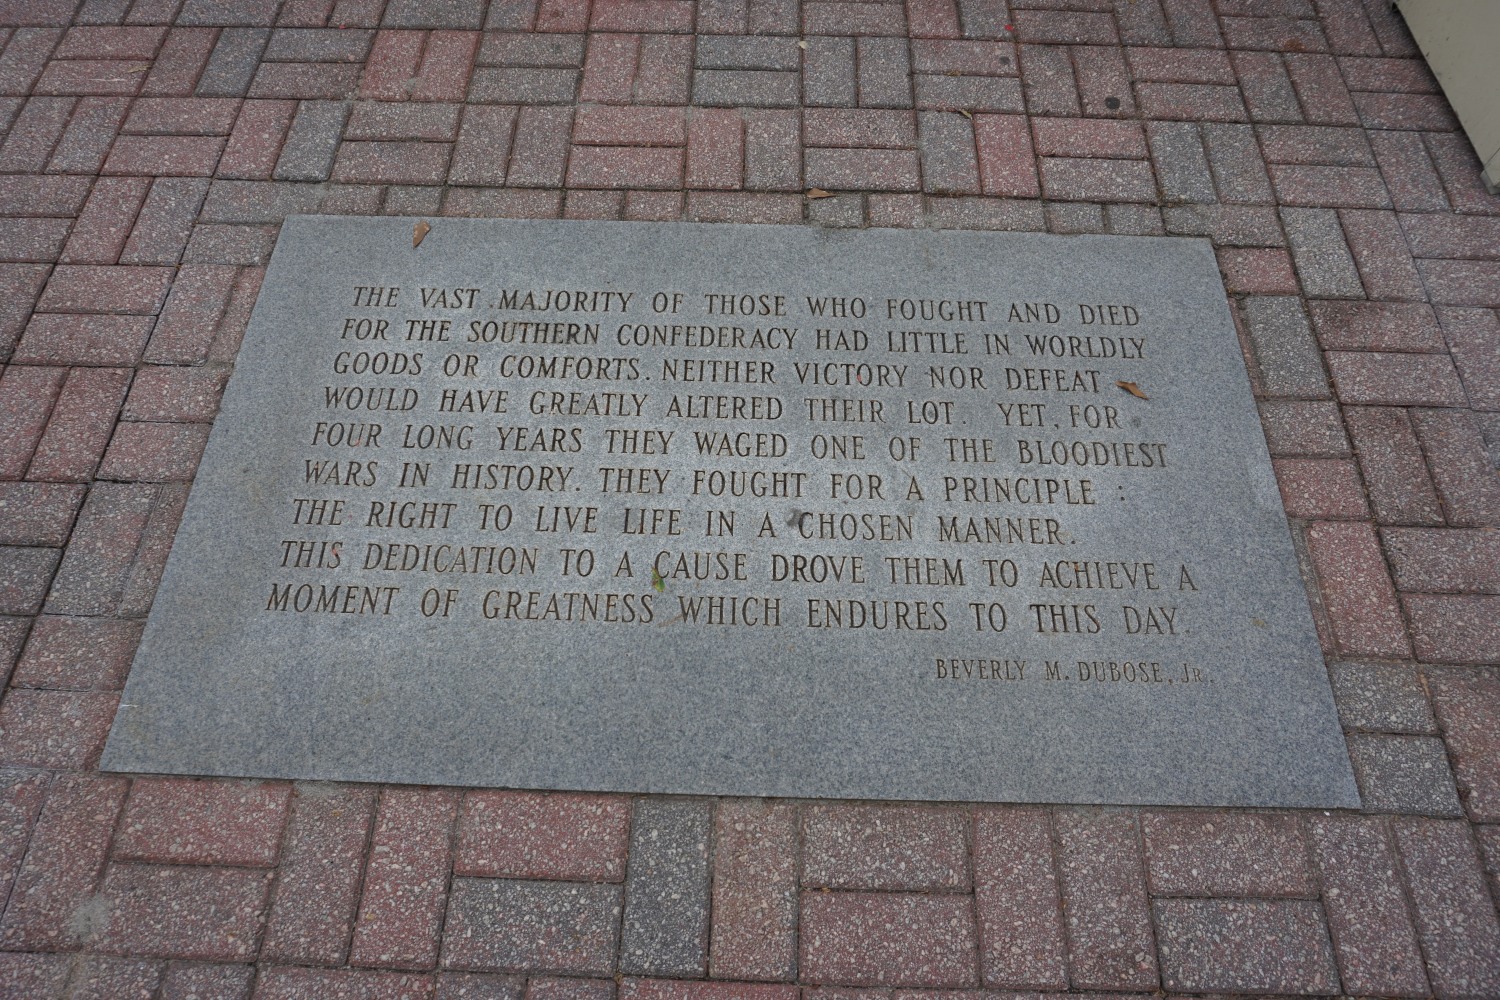 THE VAST MAJORITY OF THOSE WHO FOUGHT AND DIED
FOR THE SOUTHERN CONFEDERACY HAD LITTLE IN WORLDLY
GOODS OR COMFORTS. NEITHER VICTORY NOR DEFEAT
WOULD HAVE GREATLY ALTERED THEIR LOT. YET, FOR
FOUR LONG YEARS THEY WAGED ONE OF THE BLOODIEST
WARS IN HISTORY. THEY FOUGHT FOR A PRINCIPLE :
THE RIGHT TO LIVE LIFE IN A CHOSEN MANNER.
THIS DEDICATION TO A CAUSE DROVE THEM TO ACHIEVE A
MOMENT OF GREATNESS WHICH ENDURES TO THIS DAY.
BEVERLY M. DUBOSE, JR.